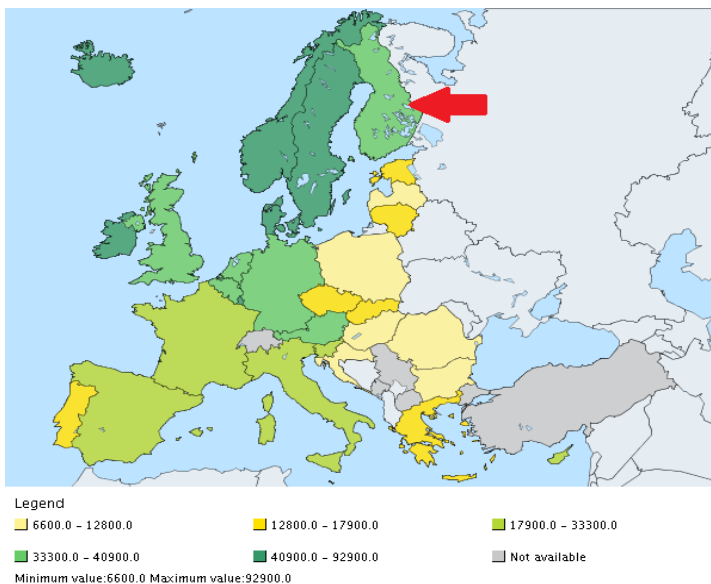 Legend
6600.0 - 12800.0 12800.0 - 17900.0 17900.0 - 33300.0
33300.0 - 40900.0 40900.0 - 92900.0 Not available
Minimum value:6600.0 Maximum value:92900.0